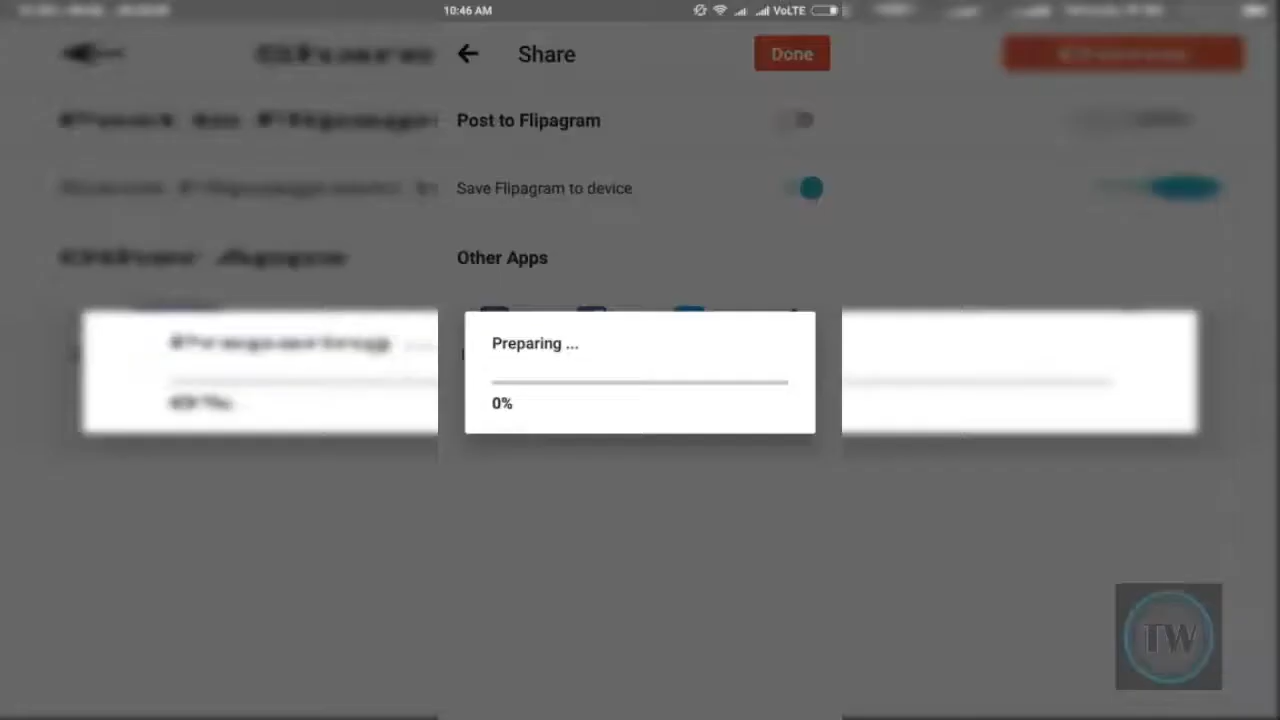 10:46 AM VoLTE
Share
Done
Post to Flipagram
Save Flipagram to device
Other Apps
Preparing ...
0%
TW